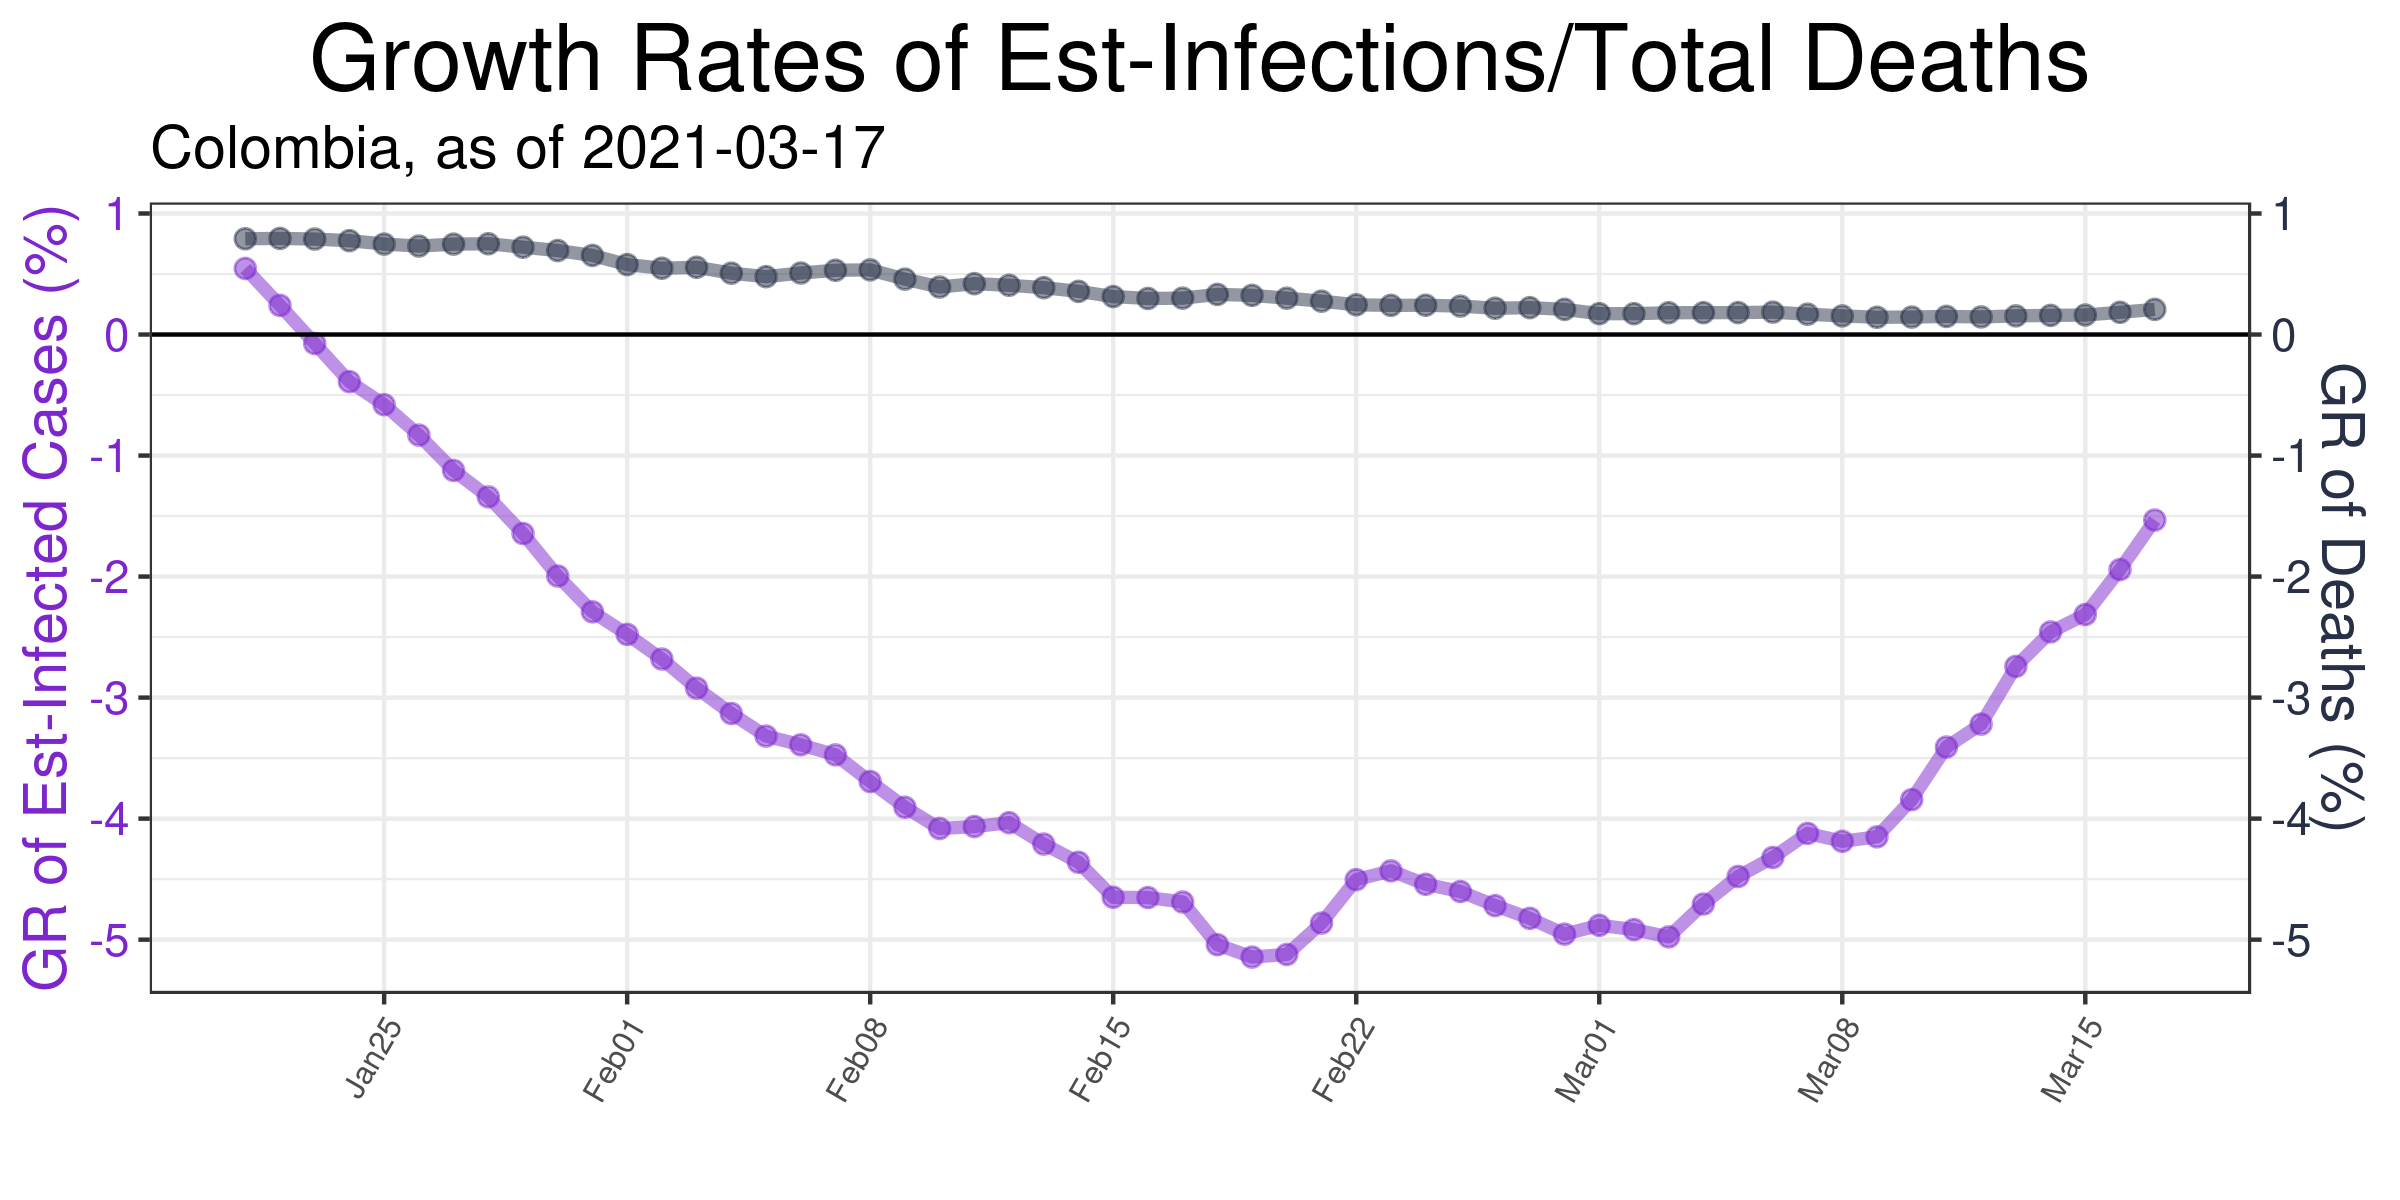 Growth Rates of Est-Infections/Total Deaths
Colombia, as of 2021-03-17
GR of Est-Infected Cases (%)
1
0
-1
-2
-3
-4
-5
1
0
-1
-2
-3
-4
-5
GR of Deaths (%)
Jan25
Feb01
Feb08
Feb15
Feb22
Mar01
Mar08
Mar15